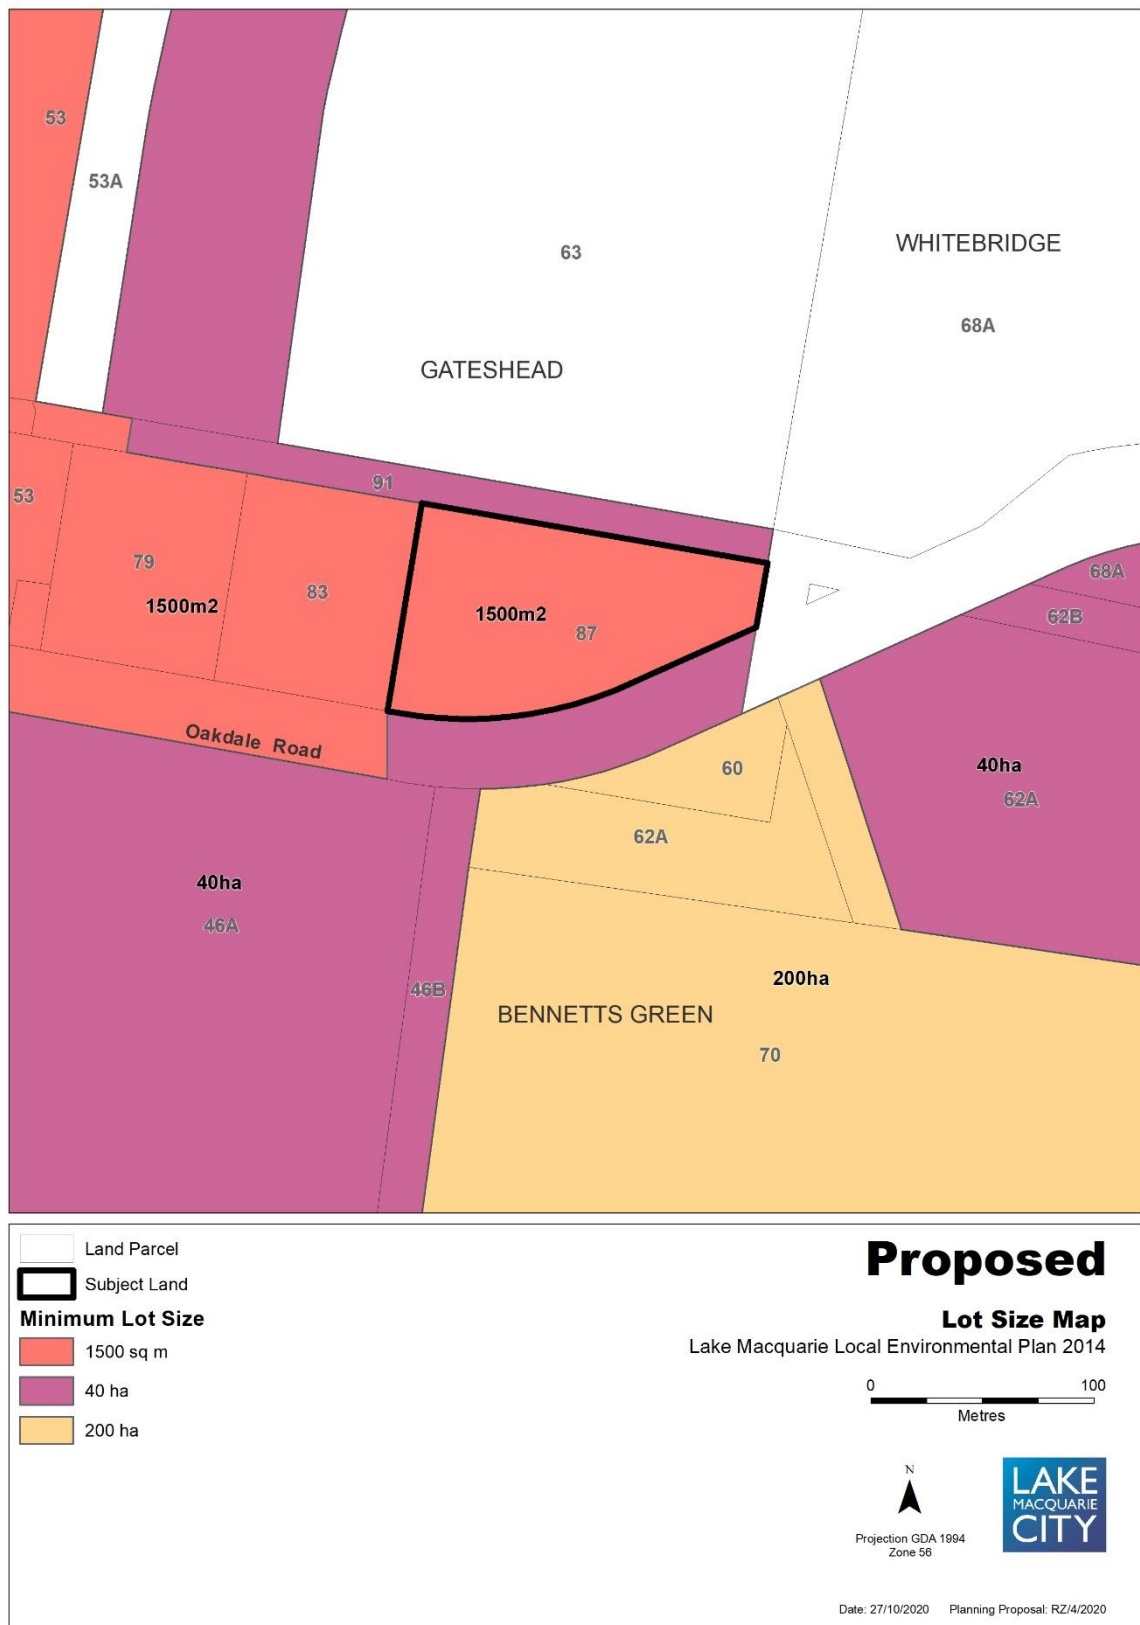 53
53A
63
WHITEBRIDGE
68A
GATESHEAD
91
53
79
1500m2
83
1500m2
87
68A
62B
Oakdale Road
60
40ha
62A
62A
40ha
46A
46B
200ha
BENNETTS GREEN
70
Land Parcel
Subject Land
Minimum Lot Size
1500 sq m
40 ha
200 ha
Proposed
Lot Size Map
Lake Macquarie Local Environmental Plan 2014
0 100
Metres
N
Projection GDA 1994
Zone 56
LAKE
MACQUARIE
CITY
Date: 27/10/2020 Planning Proposal: RZ/4/2020